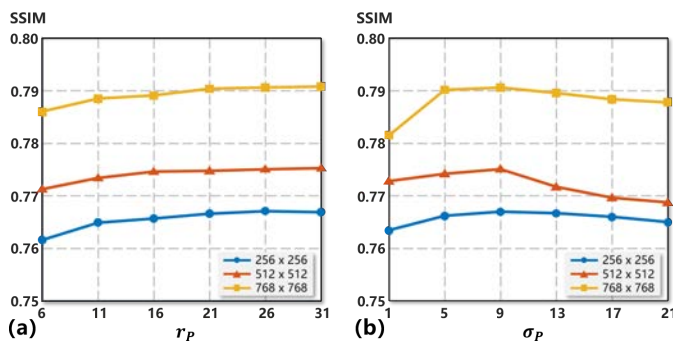 SSIM
0.80
0.79
0.78
0.77
0.76
0.75
256 x 256
512 x 512
768 x 768
6 11 16 21 26 31
(a) r_P
SSIM
0.80
0.79
0.78
0.77
0.76
0.75
256 x 256
512 x 512
768 x 768
1 5 9 13 17 21
(b) σ_P